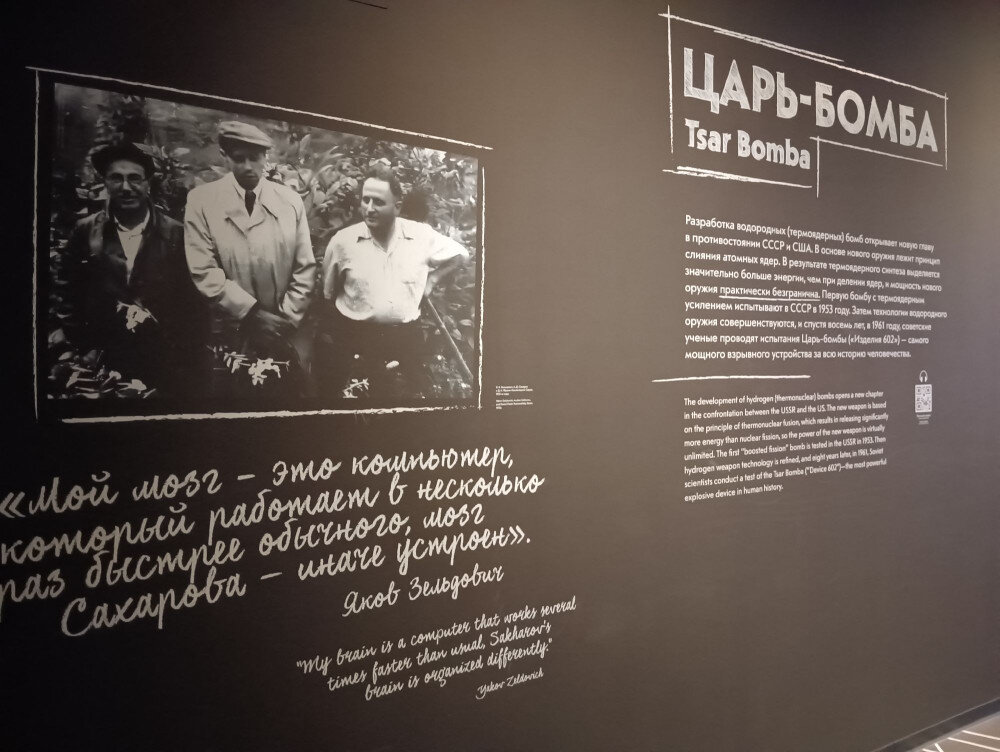 ЦАРЬ-БОМБА
Tsar Bomba
Разработка водородных (термоядерных) бомб открывает новую главу
в противостоянии СССР и США. В основе нового оружия лежит принцип
слияния атомных ядер. В результате термоядерного синтеза выделяется
значительно больше энергии, чем при делении ядер, и мощность нового
оружия практически безгранична. Первую бомбу с термоядерным
усилением испытывают в СССР в 1953 году. Затем технологии водородного
оружия совершенствуются, и спустя восемь лет, в 1961 году, советские
ученые проводят испытания Царь-бомбы («Изделия 602») — самого
мощного взрывного устройства за всю историю человечества.
The development of hydrogen (thermonuclear) bombs opens a new chapter
in the confrontation between the USSR and the US. The new weapon is based
on the principle of thermonuclear fusion, which results in releasing significantly
more energy than nuclear fission, so the power of the new weapon is virtually
unlimited. The first "boosted fission" bomb is tested in the USSR in 1953. Then
hydrogen weapon technology is refined, and eight years later, in 1961, Soviet
scientists conduct a test of the Tsar Bomba ("Device 602")—the most powerful
explosive device in human history.
«Мой мозг – это компьютер,
который работает в несколько
раз быстрее обычного, мозг
Сахарова – иначе устроен».
Яков Зельдович
"My brain is a computer that works several
times faster than usual, Sakharov's
brain is organized differently."
Yakov Zeldovich